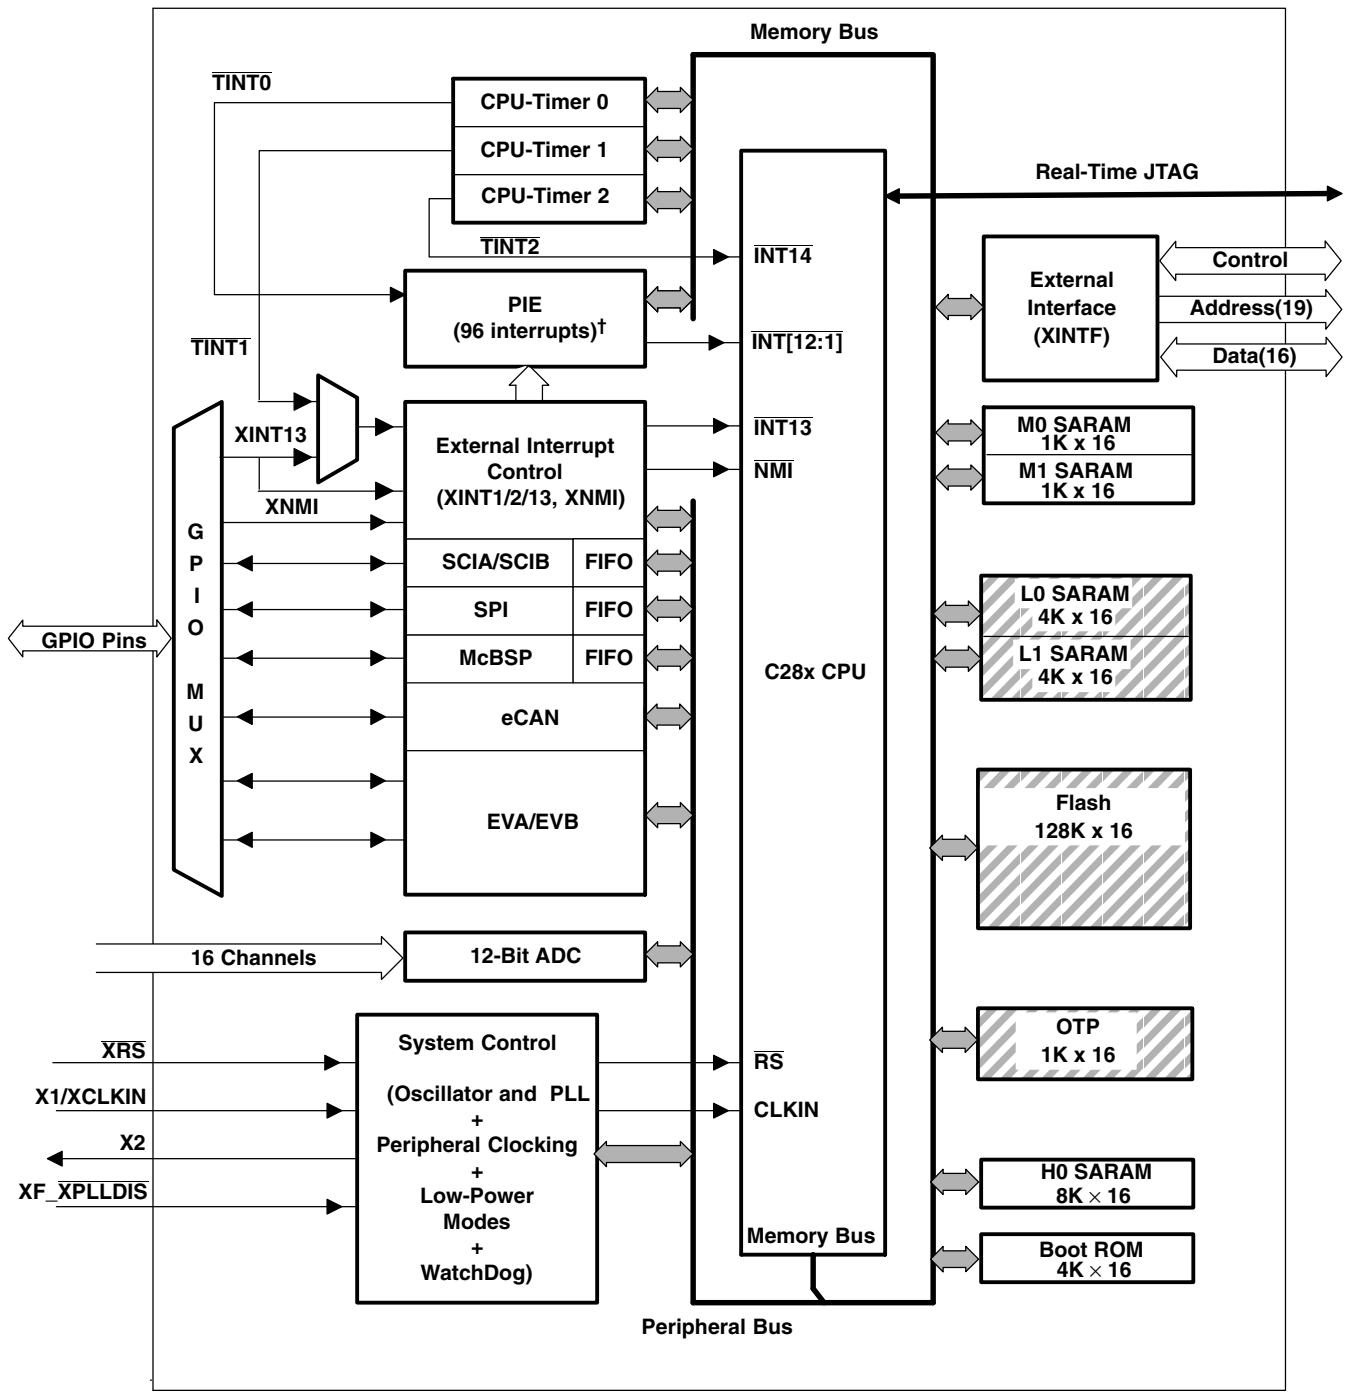 Memory Bus
TINT0
CPU-Timer 0
CPU-Timer 1
CPU-Timer 2
Real-Time JTAG
TINT2
INT14
External
Interface
(XINTF)
Control
Address(19)
Data(16)
PIE
(96 interrupts)†
INT[12:1]
TINT1
XINT13
External Interrupt
Control
(XINT1/2/13, XNMI)
INT13
NMI
M0 SARAM
1K x 16
M1 SARAM
1K x 16
XNMI
G
P
I
O
M
U
X
GPIO Pins
SCIA/SCIB
FIFO
SPI
FIFO
McBSP
FIFO
eCAN
EVA/EVB
C28x CPU
L0 SARAM
4K x 16
L1 SARAM
4K x 16
Flash
128K x 16
16 Channels
12-Bit ADC
OTP
1K x 16
XRS
X1/XCLKIN
X2
XF_XPLLDIS
System Control
(Oscillator and PLL
+
Peripheral Clocking
+
Low-Power
Modes
+
WatchDog)
RS
CLKIN
H0 SARAM
8K × 16
Memory Bus
Boot ROM
4K × 16
Peripheral Bus